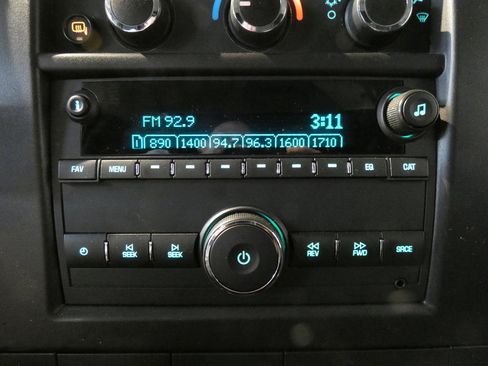 FM 92.9 3:11
1 890 1400 94.7 96.3 1600 1710
FAV MENU EQ CAT
SEEK SEEK REV FWD SRCE